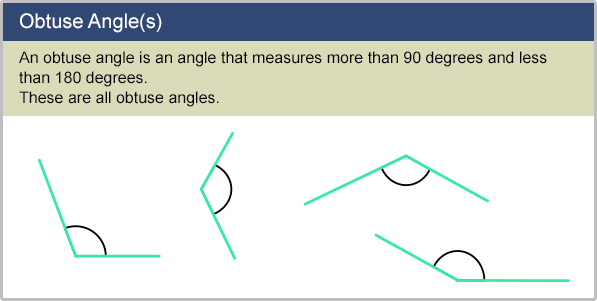 Obtuse Angle(s)
An obtuse angle is an angle that measures more than 90 degrees and less
than 180 degrees.
These are all obtuse angles.